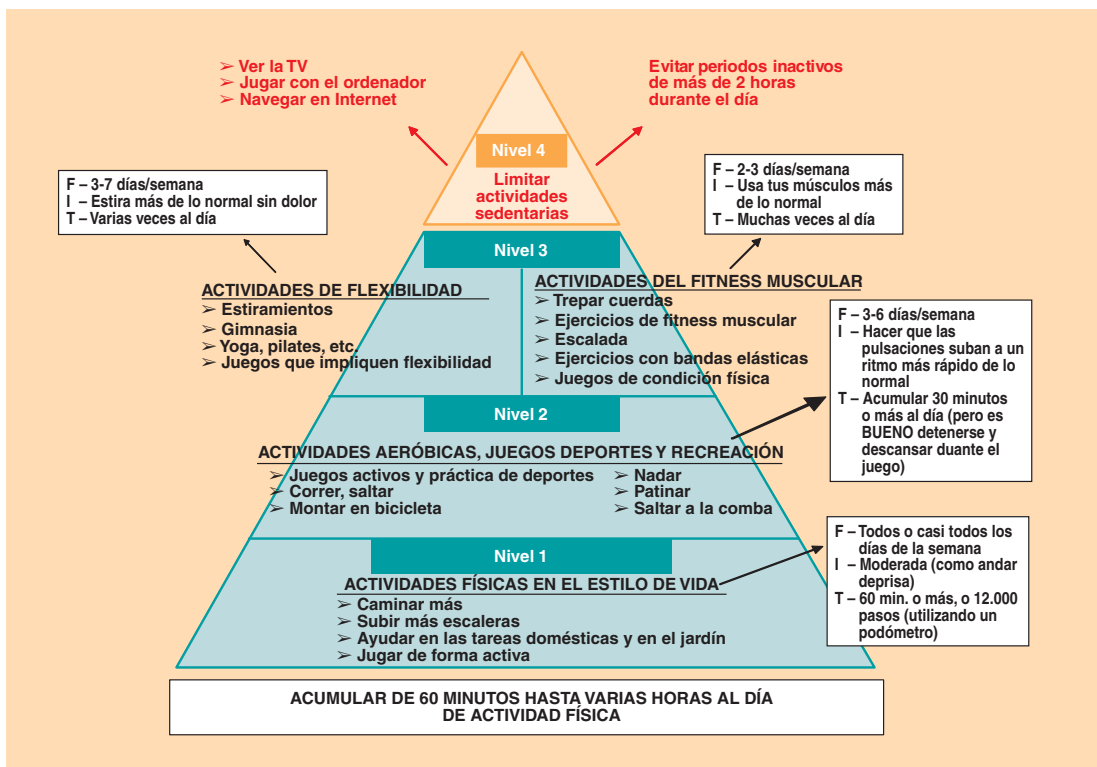 ➢ Ver la TV
➢ Jugar con el ordenador
➢ Navegar en Internet
Evitar periodos inactivos
de más de 2 horas
durante el día
Nivel 4
Limitar
actividades
sedentarias
F – 3-7 días/semana
I – Estira más de lo normal sin dolor
T – Varias veces al día
F – 2-3 días/semana
I – Usa tus músculos más
de lo normal
T – Muchas veces al día
Nivel 3
ACTIVIDADES DE FLEXIBILIDAD
➢ Estiramientos
➢ Gimnasia
➢ Yoga, pilates, etc.
➢ Juegos que impliquen flexibilidad
ACTIVIDADES DEL FITNESS MUSCULAR
➢ Trepar cuerdas
➢ Ejercicios de fitness muscular
➢ Escalada
➢ Ejercicios con bandas elásticas
➢ Juegos de condición física
F – 3-6 días/semana
I – Hacer que las
pulsaciones suban a un
ritmo más rápido de lo
normal
T – Acumular 30 minutos
o más al día (pero es
BUENO detenerse y
descansar duante el
juego)
Nivel 2
ACTIVIDADES AERÓBICAS, JUEGOS DEPORTES Y RECREACIÓN
➢ Juegos activos y práctica de deportes
➢ Correr, saltar
➢ Montar en bicicleta
➢ Nadar
➢ Patinar
➢ Saltar a la comba
F – Todos o casi todos los
días de la semana
I – Moderada (como andar
deprisa)
T – 60 min. o más, o 12.000
pasos (utilizando un
podómetro)
Nivel 1
ACTIVIDADES FÍSICAS EN EL ESTILO DE VIDA
➢ Caminar más
➢ Subir más escaleras
➢ Ayudar en las tareas domésticas y en el jardín
➢ Jugar de forma activa
ACUMULAR DE 60 MINUTOS HASTA VARIAS HORAS AL DÍA
DE ACTIVIDAD FÍSICA